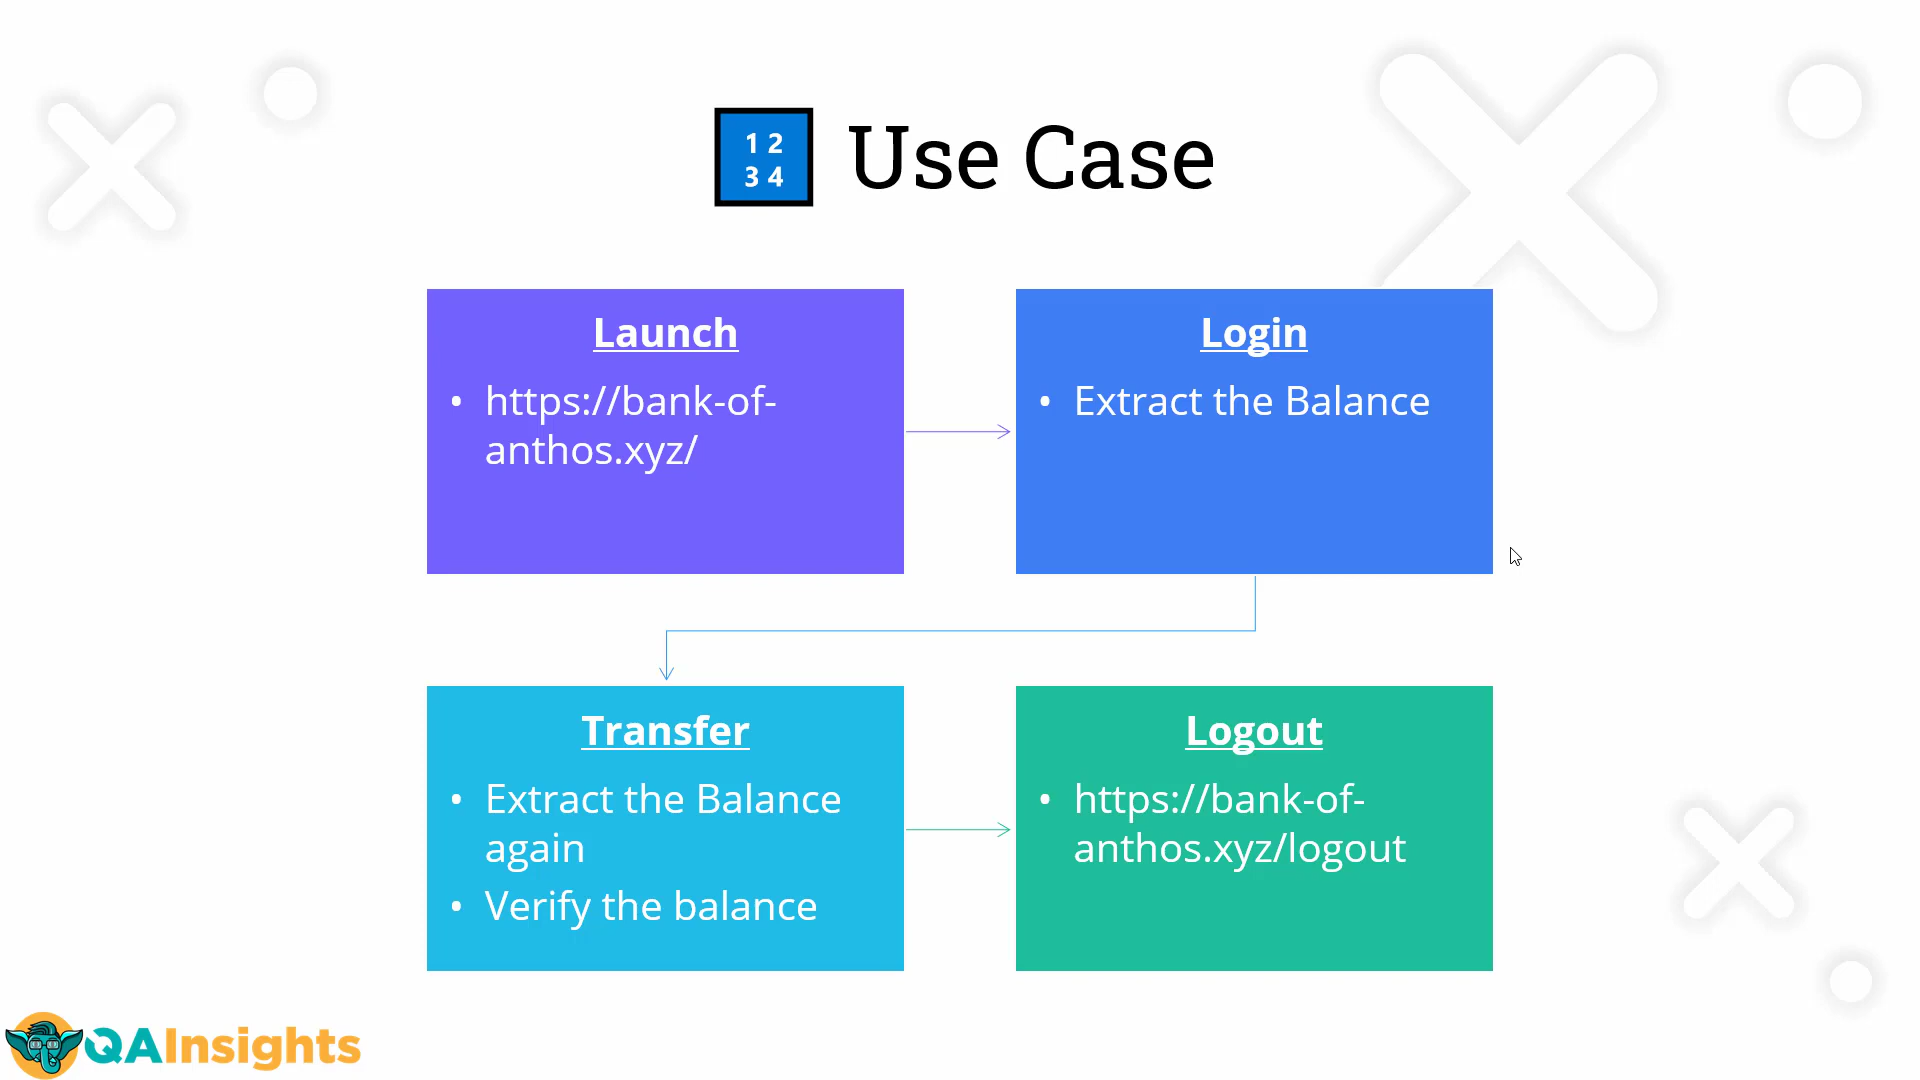 1 2
3 4
Use Case
Launch
• https://bank-of-
anthos.xyz/
Login
• Extract the Balance
Transfer
• Extract the Balance
again
• Verify the balance
Logout
• https://bank-of-
anthos.xyz/logout
QAInsights